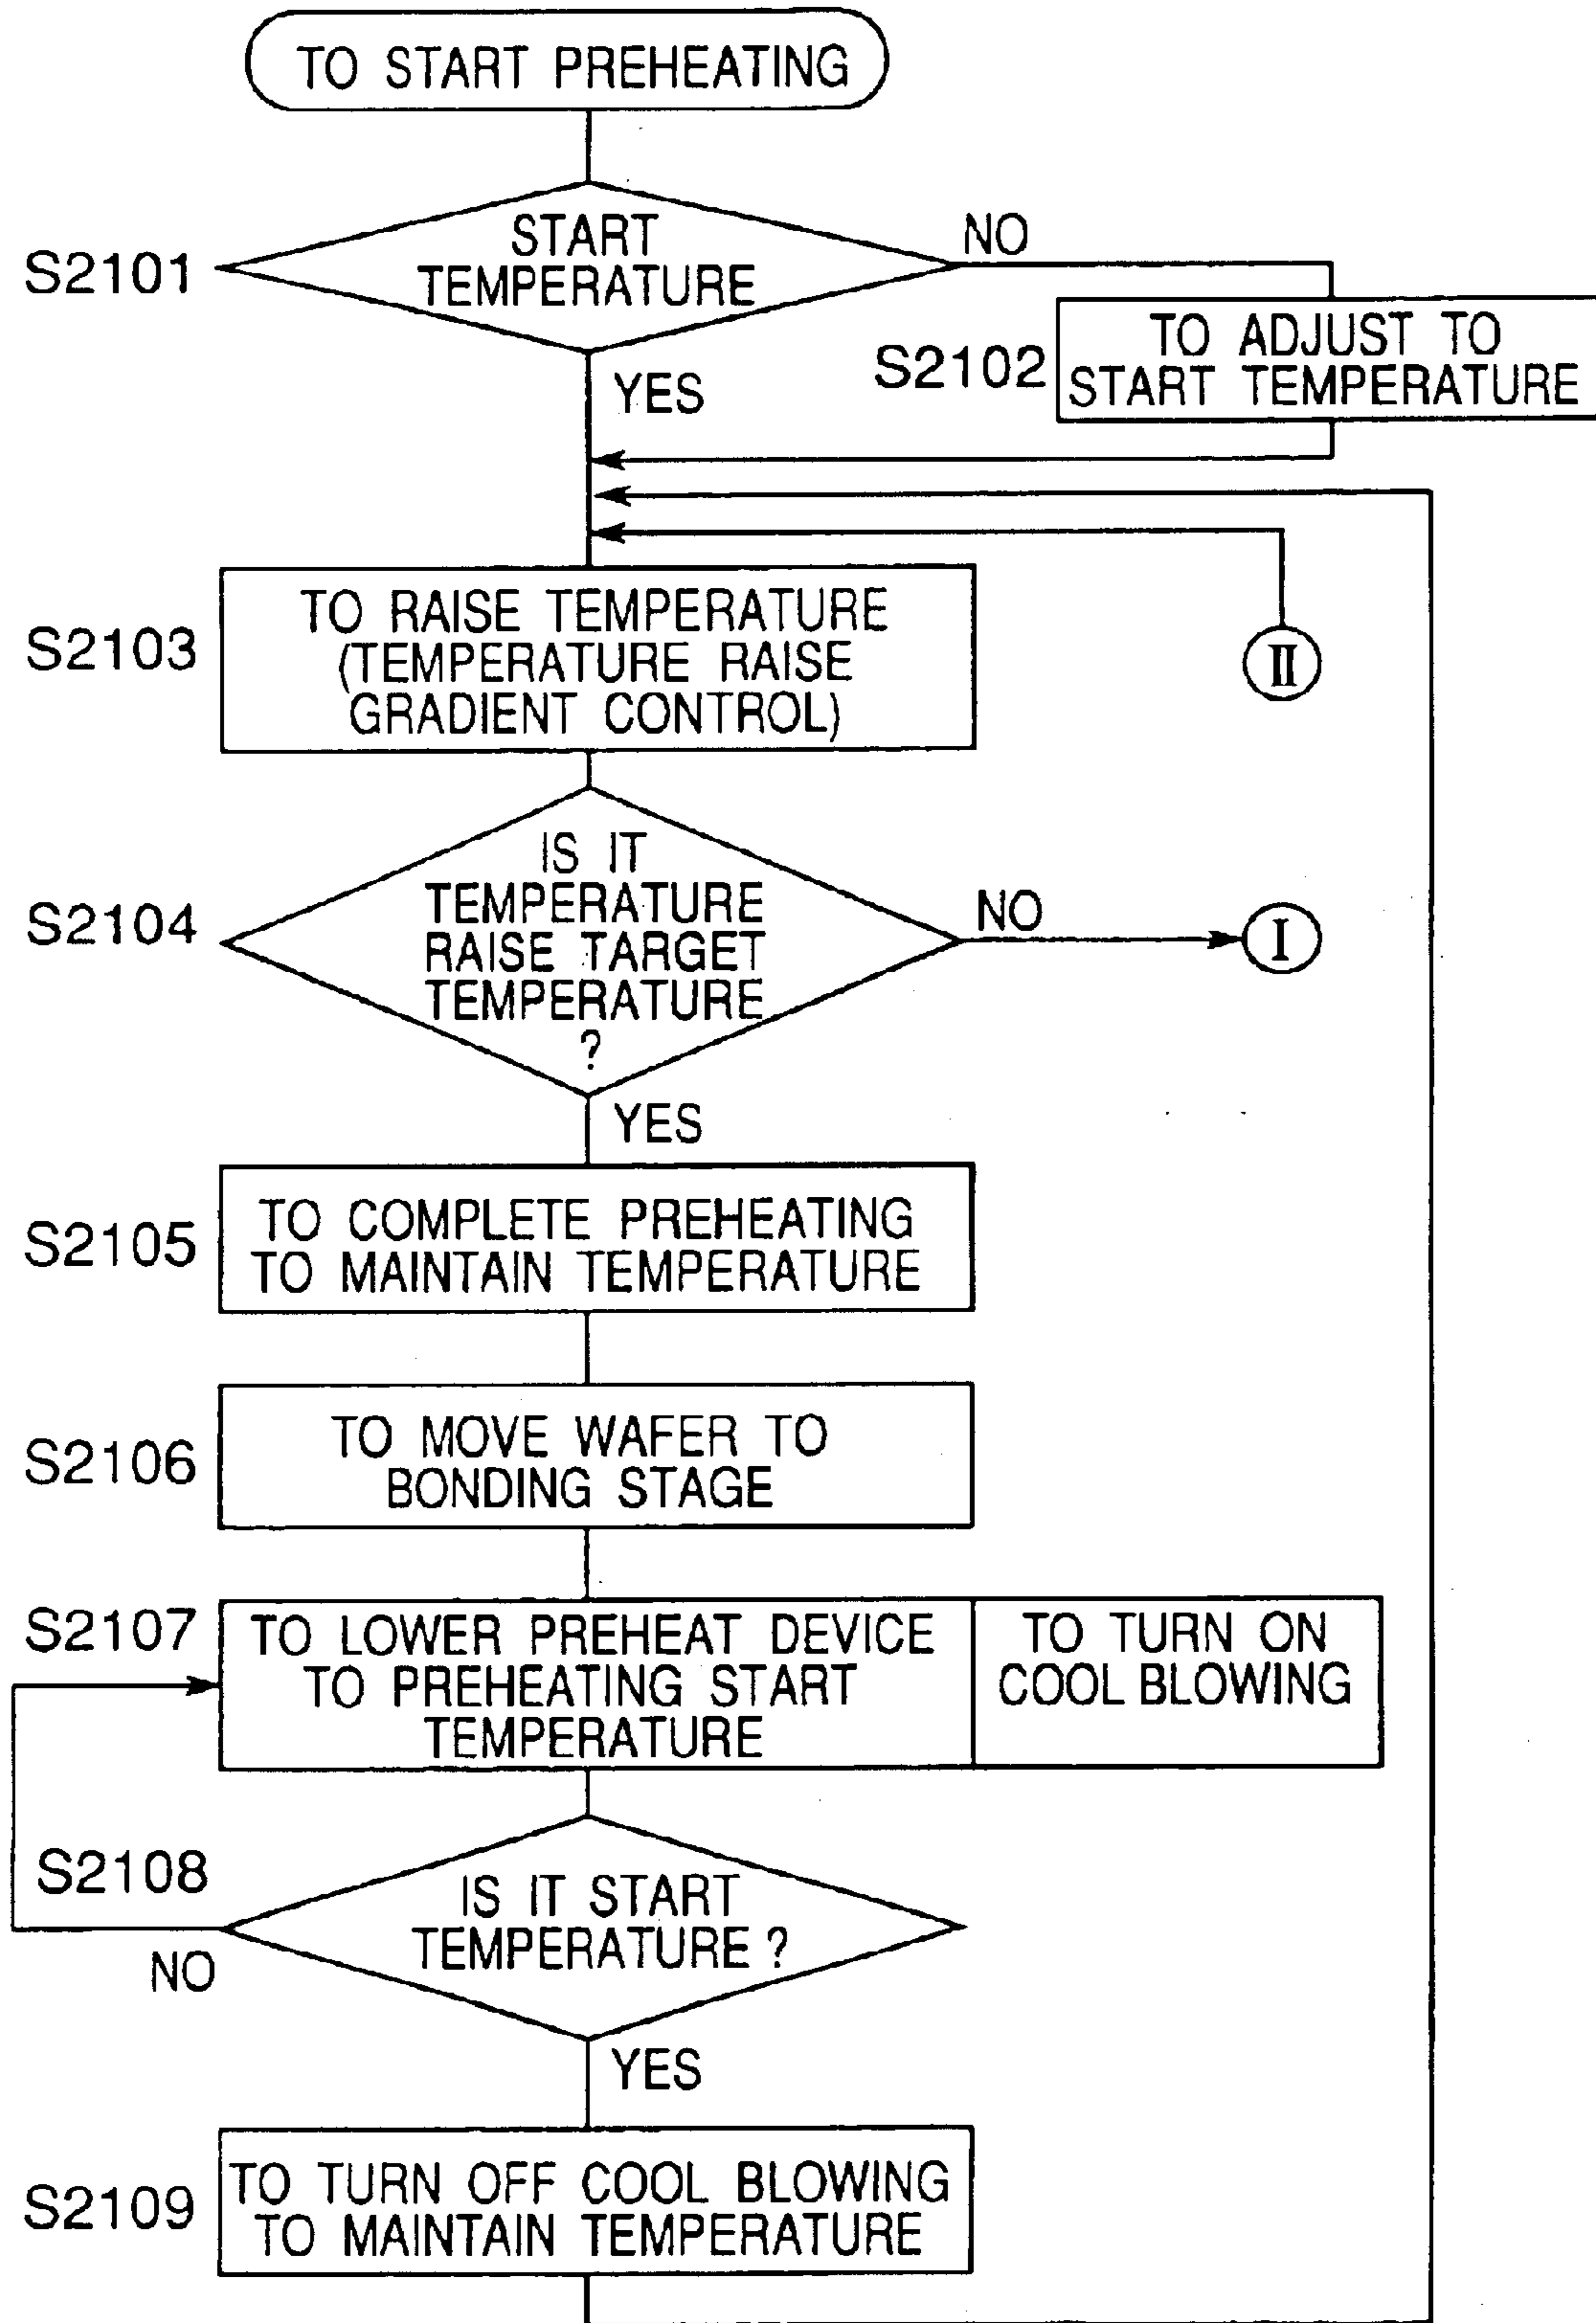 TO START PREHEATING
S2101
START
TEMPERATURE
NO
YES
S2102
TO ADJUST TO
START TEMPERATURE
S2103
TO RAISE TEMPERATURE
(TEMPERATURE RAISE
GRADIENT CONTROL)
II
S2104
IS IT
TEMPERATURE
RAISE TARGET
TEMPERATURE
?
NO
I
YES
S2105
TO COMPLETE PREHEATING
TO MAINTAIN TEMPERATURE
S2106
TO MOVE WAFER TO
BONDING STAGE
S2107
TO LOWER PREHEAT DEVICE
TO PREHEATING START
TEMPERATURE
TO TURN ON
COOL BLOWING
S2108
IS IT START
TEMPERATURE ?
NO
YES
S2109
TO TURN OFF COOL BLOWING
TO MAINTAIN TEMPERATURE